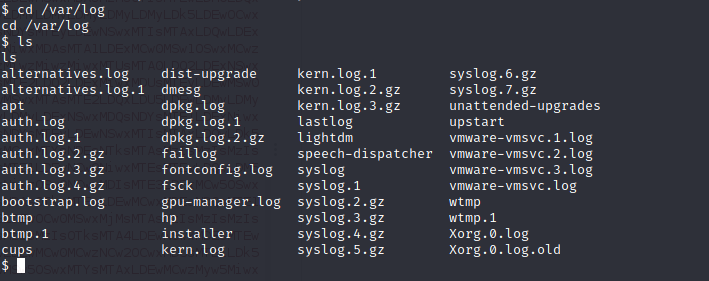 $ cd /var/log
cd /var/log
$ ls
ls
alternatives.log dist-upgrade kern.log.1 syslog.6.gz
alternatives.log.1 dmesg kern.log.2.gz syslog.7.gz
apt dpkg.log kern.log.3.gz unattended-upgrades
auth.log dpkg.log.1 lastlog upstart
auth.log.1 dpkg.log.2.gz lightdm vmware-vmsvc.1.log
auth.log.2.gz faillog speech-dispatcher vmware-vmsvc.2.log
auth.log.3.gz fontconfig.log syslog vmware-vmsvc.3.log
auth.log.4.gz fsck syslog.1 vmware-vmsvc.log
bootstrap.log gpu-manager.log syslog.2.gz wtmp
btmp hp syslog.3.gz wtmp.1
btmp.1 installer syslog.4.gz Xorg.0.log
cups kern.log syslog.5.gz Xorg.0.log.old
$